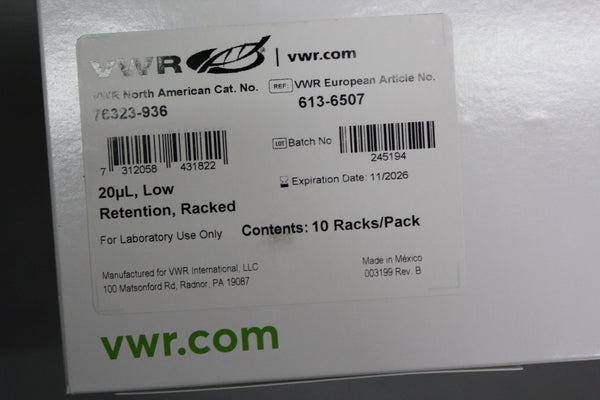 VWR | vwr.com
VWR North American Cat. No.
76323-936
REF: VWR European Article No.
613-6507
7 312058 431822
LOT Batch No
245194
20µL, Low
Retention, Racked
Expiration Date: 11/2026
For Laboratory Use Only
Contents: 10 Racks/Pack
Manufactured for VWR International, LLC
100 Matsonford Rd, Radnor, PA 19087
Made in México
003199 Rev. B
vwr.com